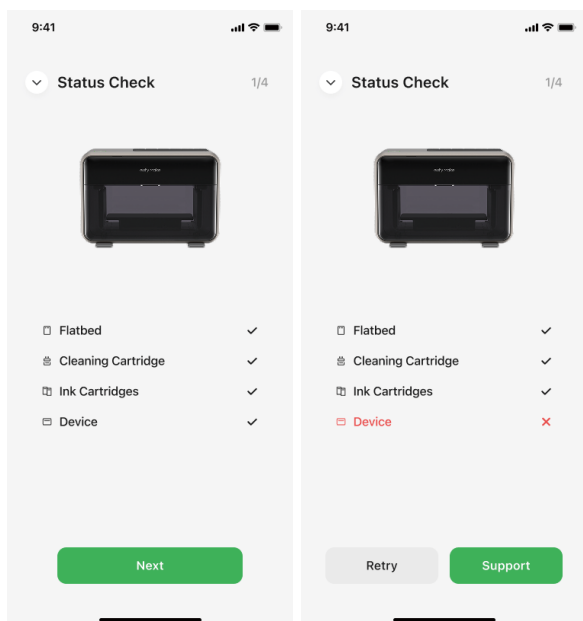 9:41
Status Check
1/4
Flatbed
Cleaning Cartridge
Ink Cartridges
Device
Next
9:41
Status Check
1/4
Flatbed
Cleaning Cartridge
Ink Cartridges
Device
Retry
Support